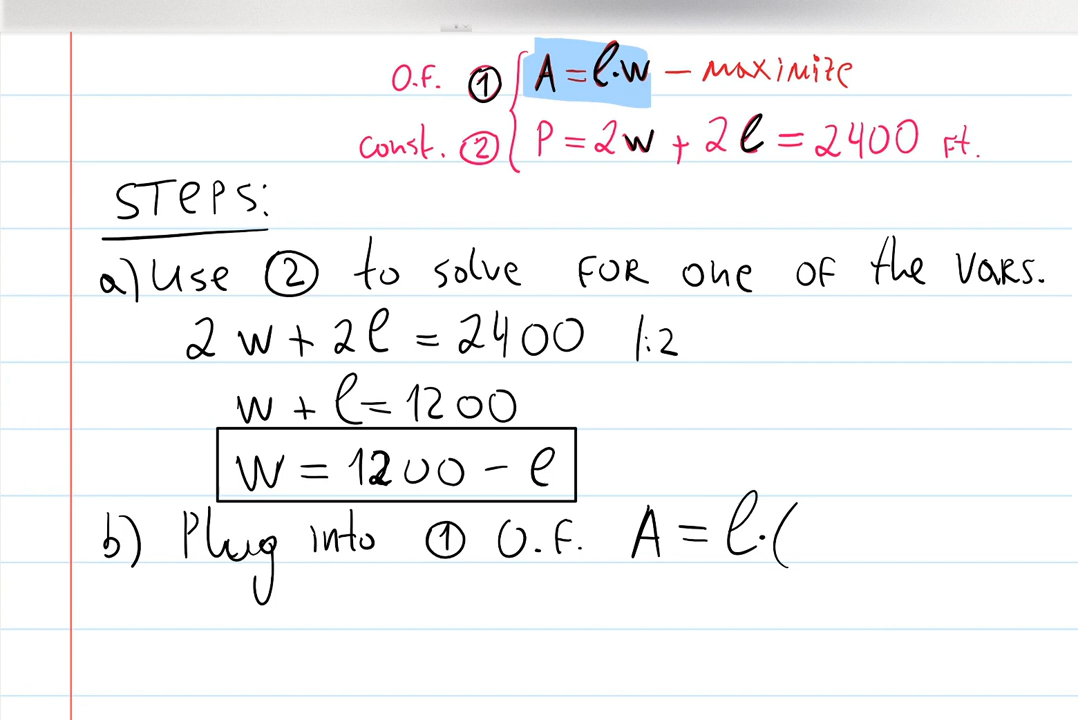 O.F. ① A = l·w – maximize
const. ② P = 2w + 2l = 2400 Ft.
STEPS:
a) Use ② to solve FOR one OF the VARS.
2w + 2l = 2400 |:2
w + l = 1200
w = 1200 - l
b) Plug into ① O.F. A = l·(